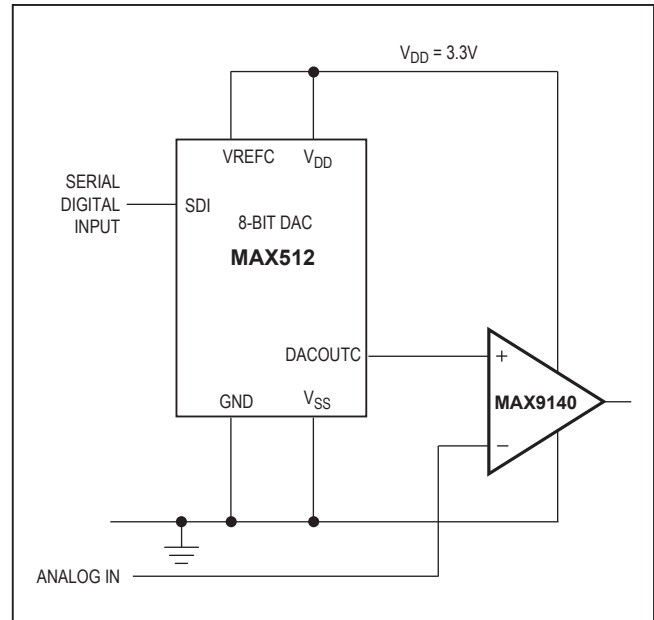 V_DD = 3.3V
VREFC V_DD
SERIAL
DIGITAL
INPUT
SDI
8-BIT DAC
MAX512
DACOUTC
+
MAX9140
−
GND V_SS
ANALOG IN